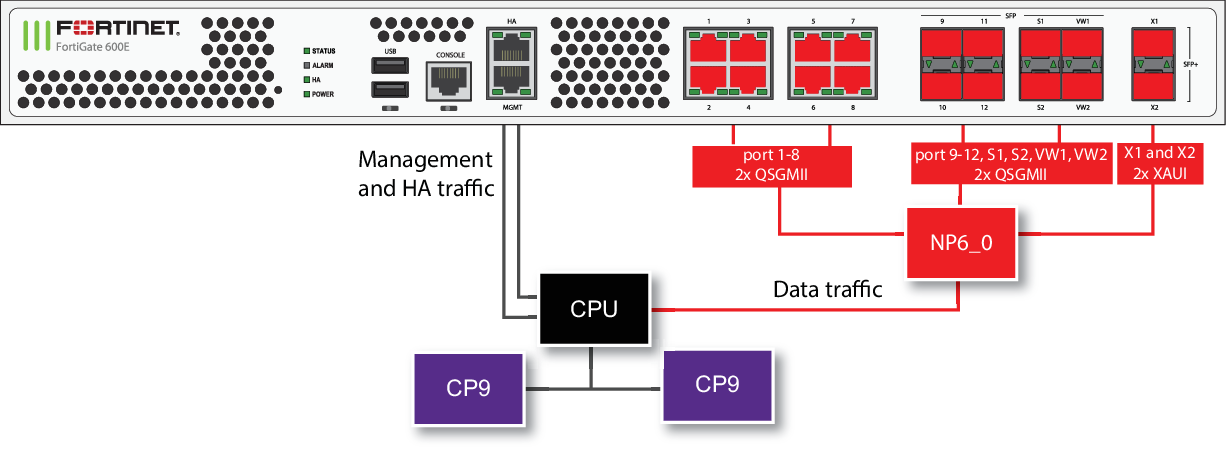 FORTINET.
FortiGate 600E
STATUS
ALARM
HA
POWER
USB
CONSOLE
HA
MGMT
1 3
2 4
5 7
6 8
SFP
9 11 S1 VW1
10 12 S2 VW2
X1
SFP+
X2
Management
and HA traffic
port 1-8
2x QSGMII
port 9-12, S1, S2, VW1, VW2
2x QSGMII
X1 and X2
2x XAUI
NP6_0
Data traffic
CPU
CP9
CP9